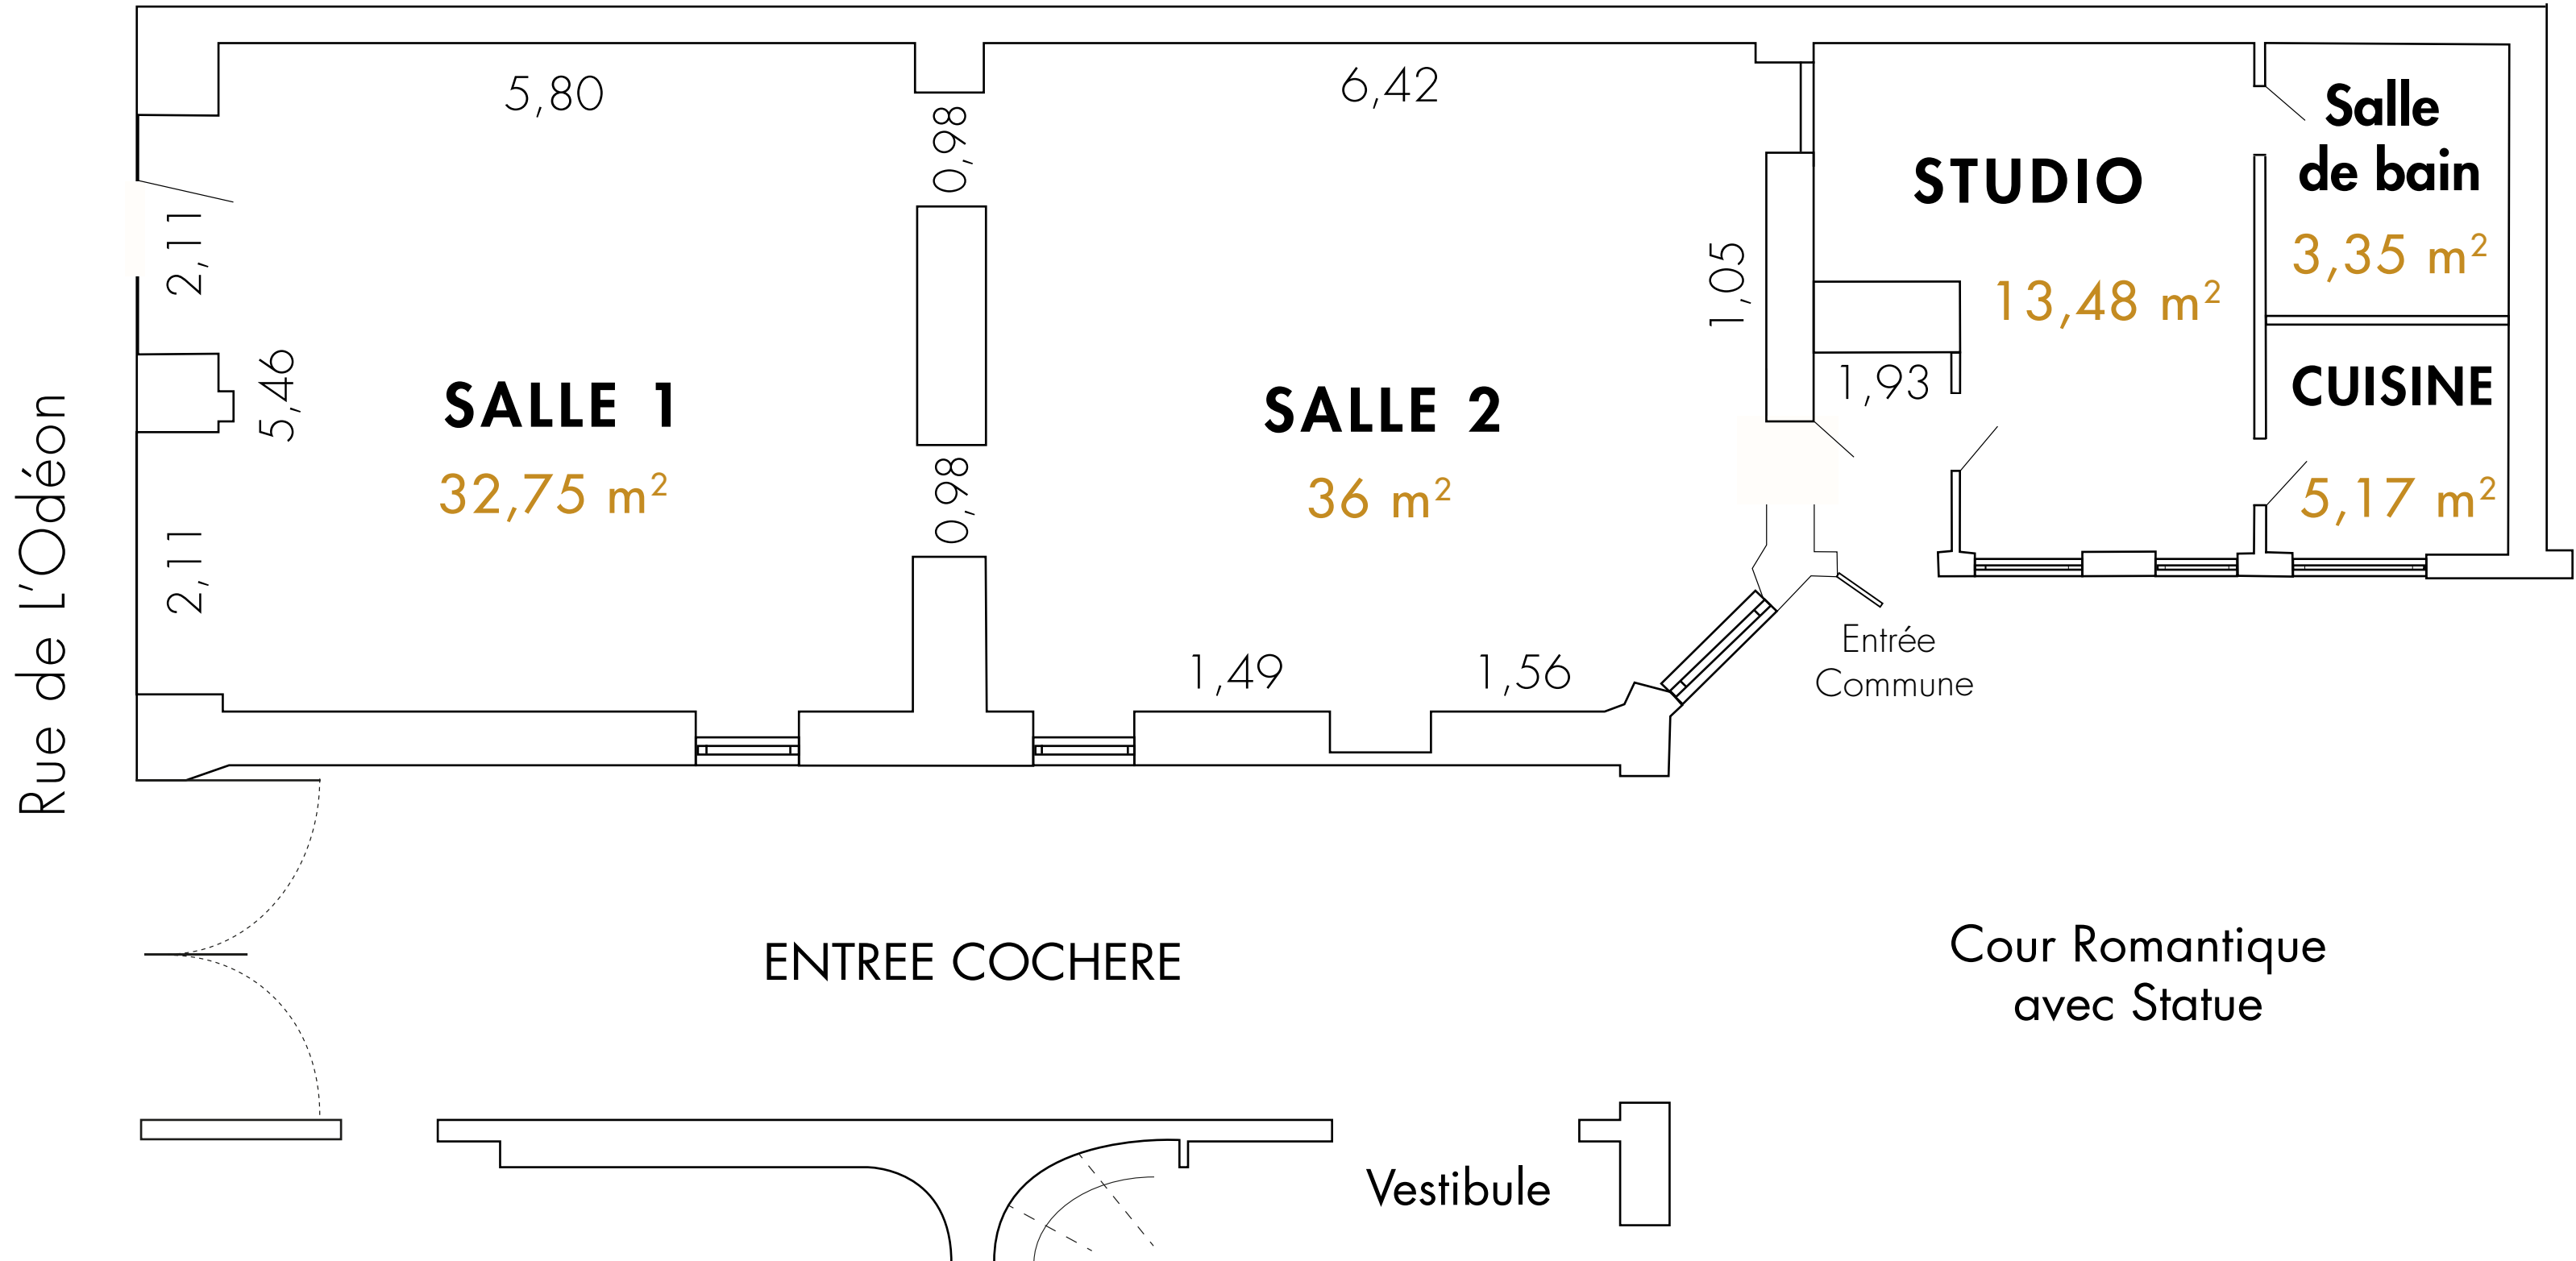 5,80
6,42
0,98
Salle
de bain
STUDIO
3,35 m²
2,11
1,05
13,48 m²
5,46
1,93
CUISINE
SALLE 1
SALLE 2
32,75 m²
36 m²
0,98
5,17 m²
Rue de L'Odéon
2,11
1,49
1,56
Entrée
Commune
ENTREE COCHERE
Cour Romantique
avec Statue
Vestibule